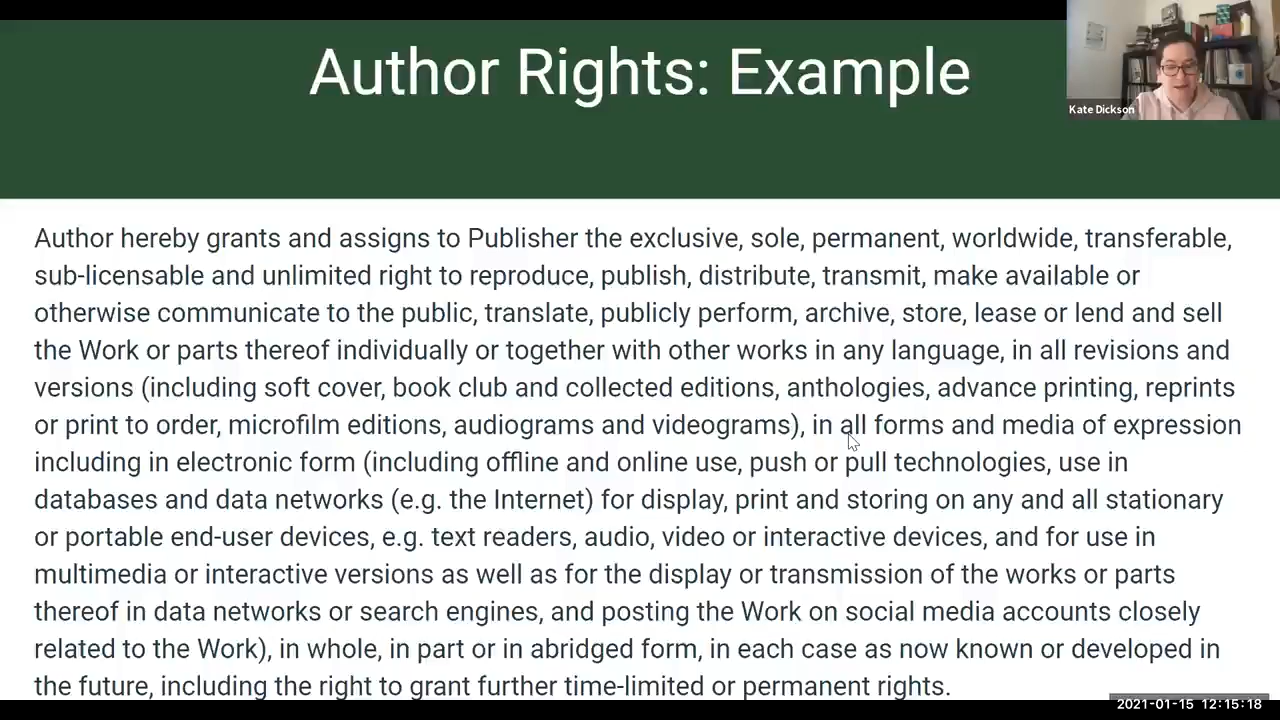 Author Rights: Example
Kate Dickson
Author hereby grants and assigns to Publisher the exclusive, sole, permanent, worldwide, transferable,
sub-licensable and unlimited right to reproduce, publish, distribute, transmit, make available or
otherwise communicate to the public, translate, publicly perform, archive, store, lease or lend and sell
the Work or parts thereof individually or together with other works in any language, in all revisions and
versions (including soft cover, book club and collected editions, anthologies, advance printing, reprints
or print to order, microfilm editions, audiograms and videograms), in all forms and media of expression
including in electronic form (including offline and online use, push or pull technologies, use in
databases and data networks (e.g. the Internet) for display, print and storing on any and all stationary
or portable end-user devices, e.g. text readers, audio, video or interactive devices, and for use in
multimedia or interactive versions as well as for the display or transmission of the works or parts
thereof in data networks or search engines, and posting the Work on social media accounts closely
related to the Work), in whole, in part or in abridged form, in each case as now known or developed in
the future, including the right to grant further time-limited or permanent rights.
2021-01-15 12:15:18